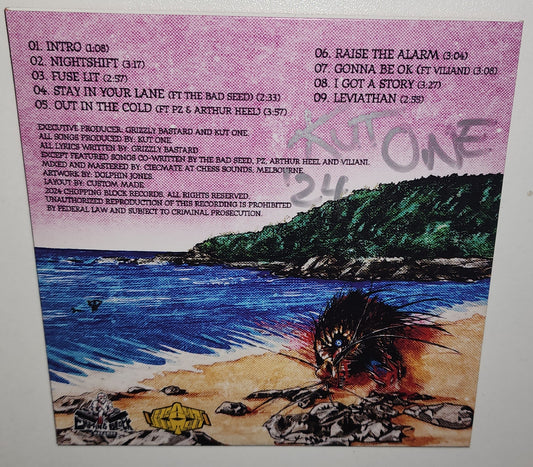 01. INTRO (1:08)
02. NIGHTSHIFT (3:17)
03. FUSE LIT (2:57)
04. STAY IN YOUR LANE (FT THE BAD SEED) (2:33)
05. OUT IN THE COLD (FT PZ & ARTHUR HEEL) (3:57)
06. RAISE THE ALARM (3:04)
07. GONNA BE OK (FT VILIANI) (3:08)
08. I GOT A STORY (3:27)
09. LEVIATHAN (2:55)
EXECUTIVE PRODUCER: GRIZZLY BASTARD AND KUT ONE.
ALL SONGS PRODUCED BY: KUT ONE
ALL LYRICS WRITTEN BY: GRIZZLY BASTARD
EXCEPT FEATURED SONGS CO-WRITTEN BY THE BAD SEED, PZ, ARTHUR HEEL AND VILIANI.
MIXED AND MASTERED BY: CZECMATE AT CHESS SOUNDS, MELBOURNE.
ARTWORK BY: DOLPHIN JONES.
LAYOUT BY: CUSTOM MADE
2024 CHOPPING BLOCK RECORDS. ALL RIGHTS RESERVED.
UNAUTHORIZED REPRODUCTION OF THIS RECORDING IS PROHIBITED
BY FEDERAL LAW AND SUBJECT TO CRIMINAL PROSECUTION.
KUT ONE
'24